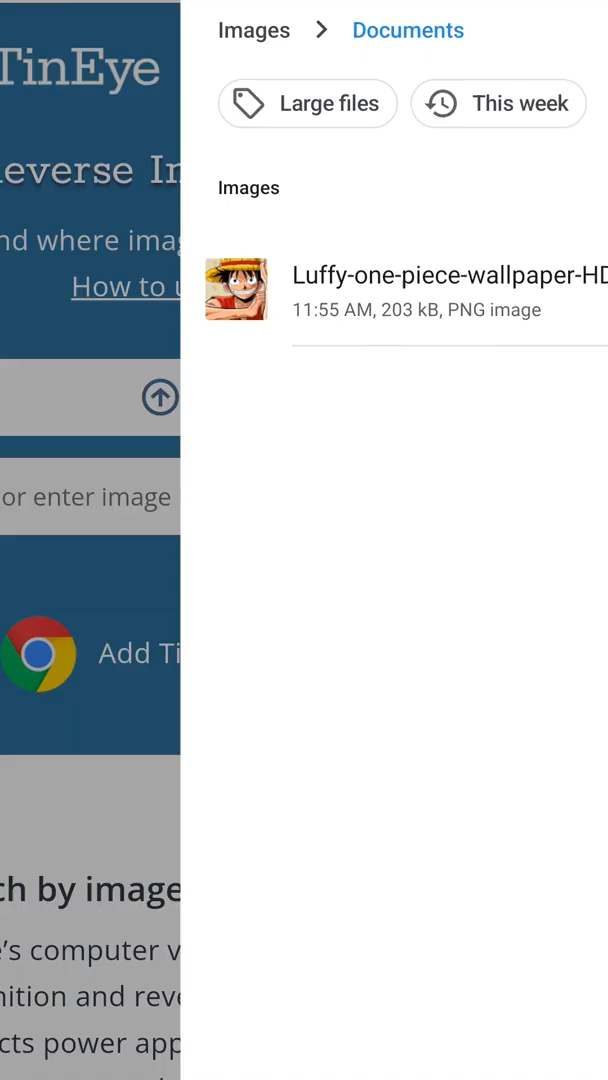 TinEye
everse In
nd where imag
How to u
or enter image
Add Ti
ch by image
e's computer v
nition and reve
cts power app
Images > Documents
Large files
This week
Images
Luffy-one-piece-wallpaper-HD
11:55 AM, 203 kB, PNG image